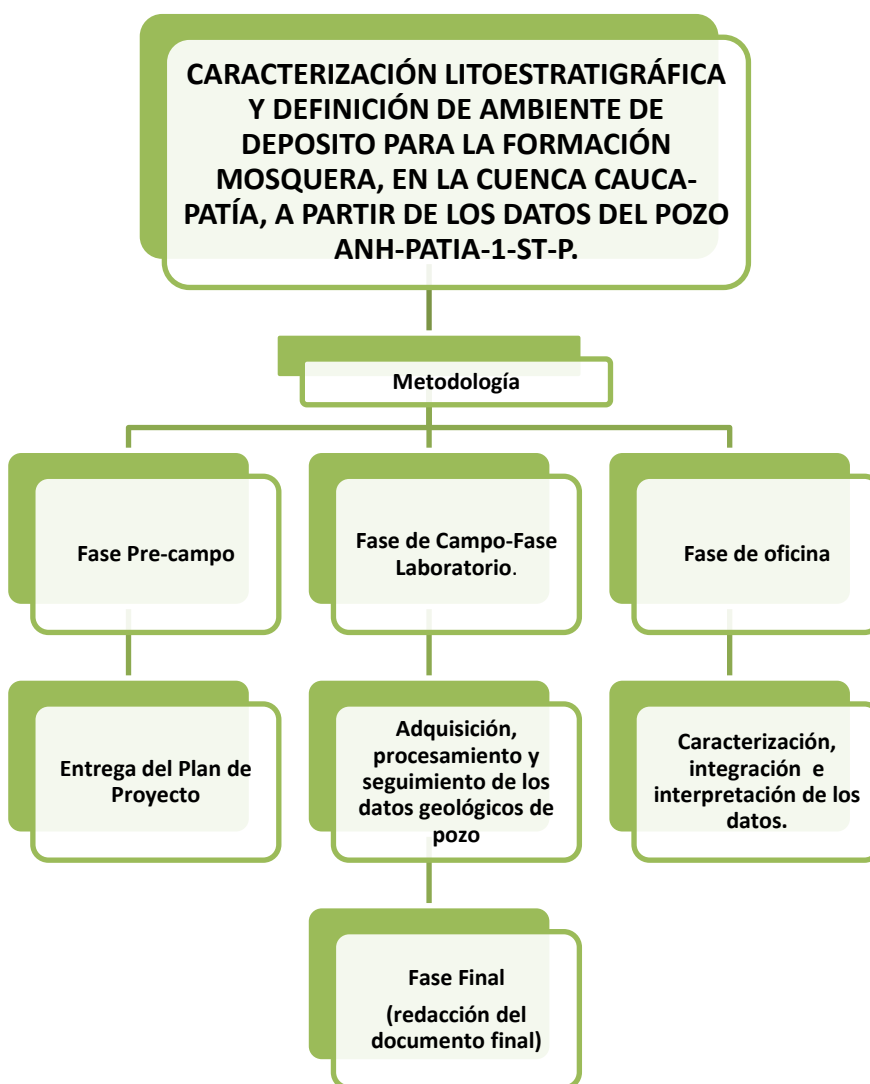 CARACTERIZACIÓN LITOESTRATIGRÁFICA
Y DEFINICIÓN DE AMBIENTE DE
DEPOSITO PARA LA FORMACIÓN
MOSQUERA, EN LA CUENCA CAUCA-
PATÍA, A PARTIR DE LOS DATOS DEL POZO
ANH-PATIA-1-ST-P.
Metodología
Fase Pre-campo
Fase de Campo-Fase
Laboratorio.
Fase de oficina
Entrega del Plan de
Proyecto
Adquisición,
procesamiento y
seguimiento de los
datos geológicos de
pozo
Caracterización,
integración e
interpretación de los
datos.
Fase Final
(redacción del
documento final)